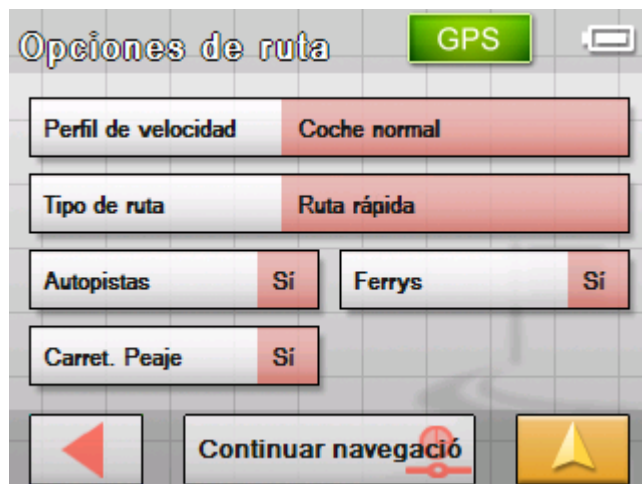 Opciones de ruta GPS
Perfil de velocidad Coche normal
Tipo de ruta Ruta rápida
Autopistas Sí Ferrys Sí
Carret. Peaje Sí
Continuar navegació